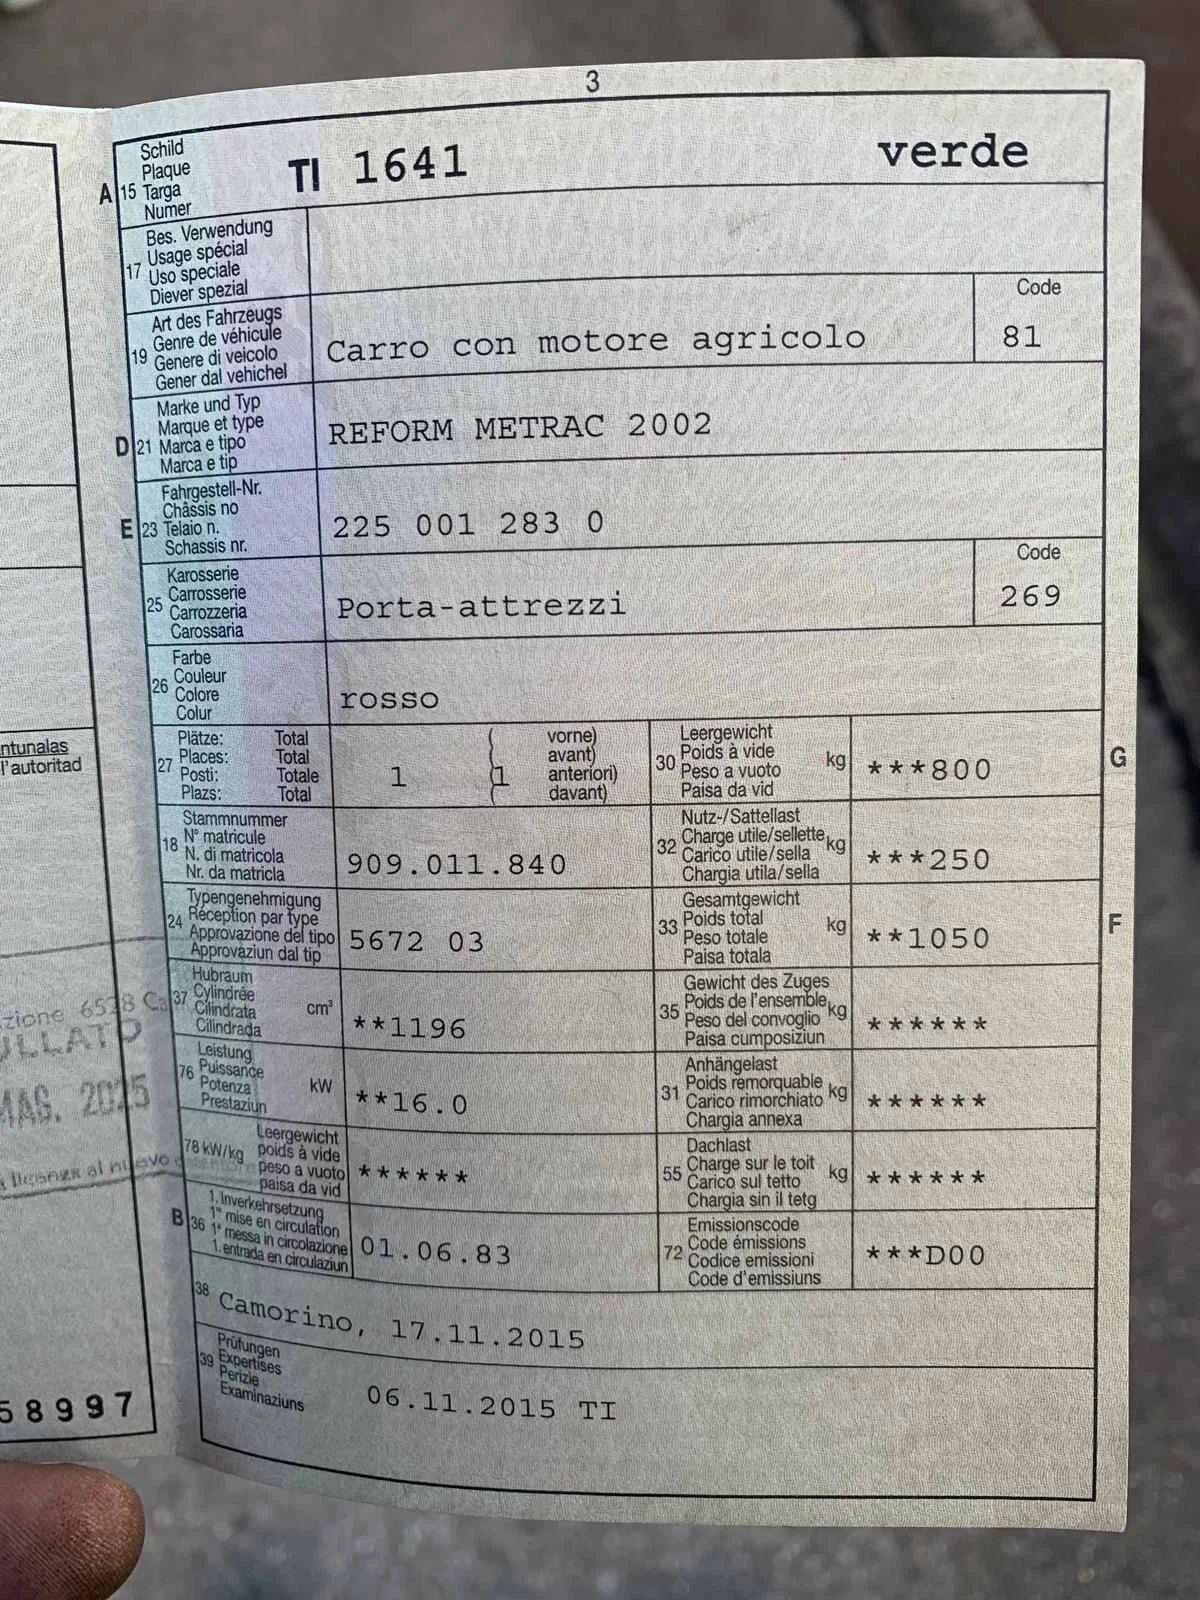 3
A 15 Schild
Plaque
Targa
Numer
TI 1641 verde
17 Bes. Verwendung
Usage spécial
Uso speciale
Diever spezial
19 Art des Fahrzeugs
Genre de véhicule
Genere di veicolo
Gener dal vehichel
Carro con motore agricolo
Code
81
D 21 Marke und Typ
Marque et type
Marca e tipo
Marca e tip
REFORM METRAC 2002
E 23 Fahrgestell-Nr.
Châssis no
Telaio n.
Schassis nr.
225 001 283 0
25 Karosserie
Carrosserie
Carrozzeria
Carossaria
Porta-attrezzi
Code
269
26 Farbe
Couleur
Colore
Colur
rosso
27 Plätze: Total
Places: Total
Posti: Totale
Plazs: Total
1 ( 1 vorne)
avant)
anteriori)
davant)
30 Leergewicht
Poids à vide
Peso a vuoto
Paisa da vid
kg ***800 G
18 Stammnummer
N° matricule
N. di matricola
Nr. da matricla
909.011.840
32 Nutz-/Sattellast
Charge utile/sellette
Carico utile/sella
Chargia utila/sella
kg ***250
24 Typengenehmigung
Réception par type
Approvazione del tipo
Approvaziun dal tip
5672 03
33 Gesamtgewicht
Poids total
Peso totale
Paisa totala
kg **1050 F
37 Hubraum
Cylindrée
Cilindrata
Cilindrada
cm³ **1196
35 Gewicht des Zuges
Poids de l'ensemble
Peso del convoglio
Paisa cumposiziun
kg ******
76 Leistung
Puissance
Potenza
Prestaziun
kW **16.0
31 Anhängelast
Poids remorquable
Carico rimorchiato
Chargia annexa
kg ******
78 kW/kg Leergewicht
poids à vide
peso a vuoto
paisa da vid
******
55 Dachlast
Charge sur le toit
Carico sul tetto
Chargia sin il tetg
kg ******
B 36 1. Inverkehrsetzung
1re mise en circulation
1a messa in circolazione
1. entrada en circulaziun
01.06.83
72 Emissionscode
Code émissions
Codice emissioni
Code d'emissiuns
***D00
38 Camorino, 17.11.2015
39 Prüfungen
Expertises
Perizie
Examinaziuns
06.11.2015 TI
ntunalas
l'autoritad
zione 6528 Ca
ULLATO
MAG. 2025
licenza al nuovo
58997